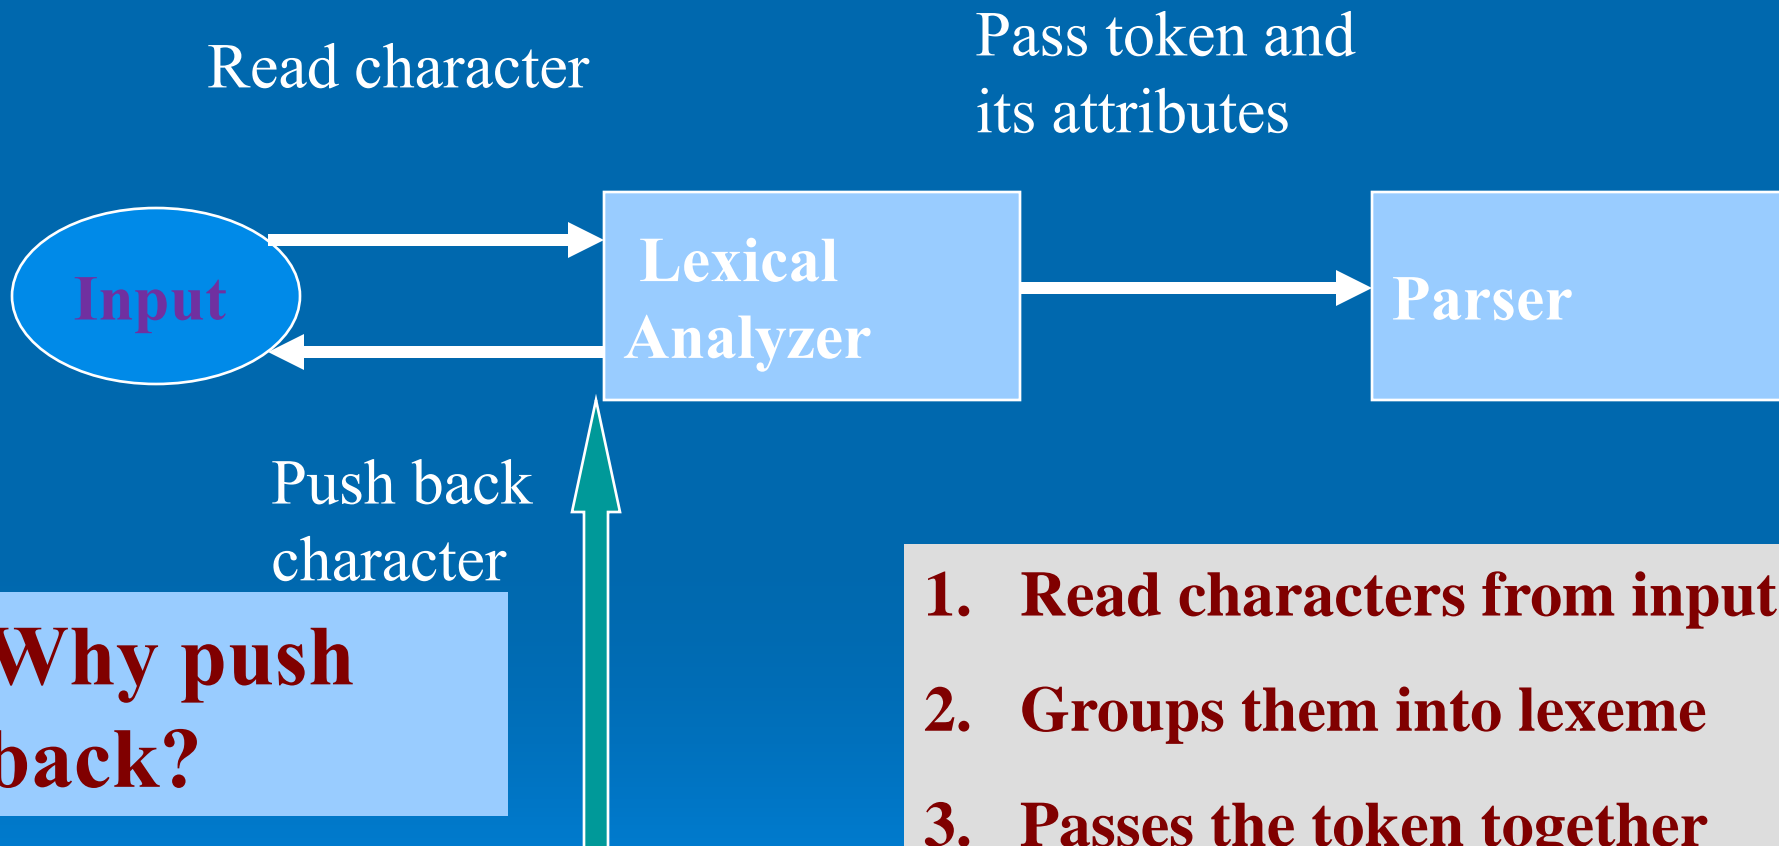 Read character
Pass token and
its attributes
Input
Lexical
Analyzer
Parser
Push back
character
Why push
back?
1. Read characters from input
2. Groups them into lexeme
3. Passes the token together